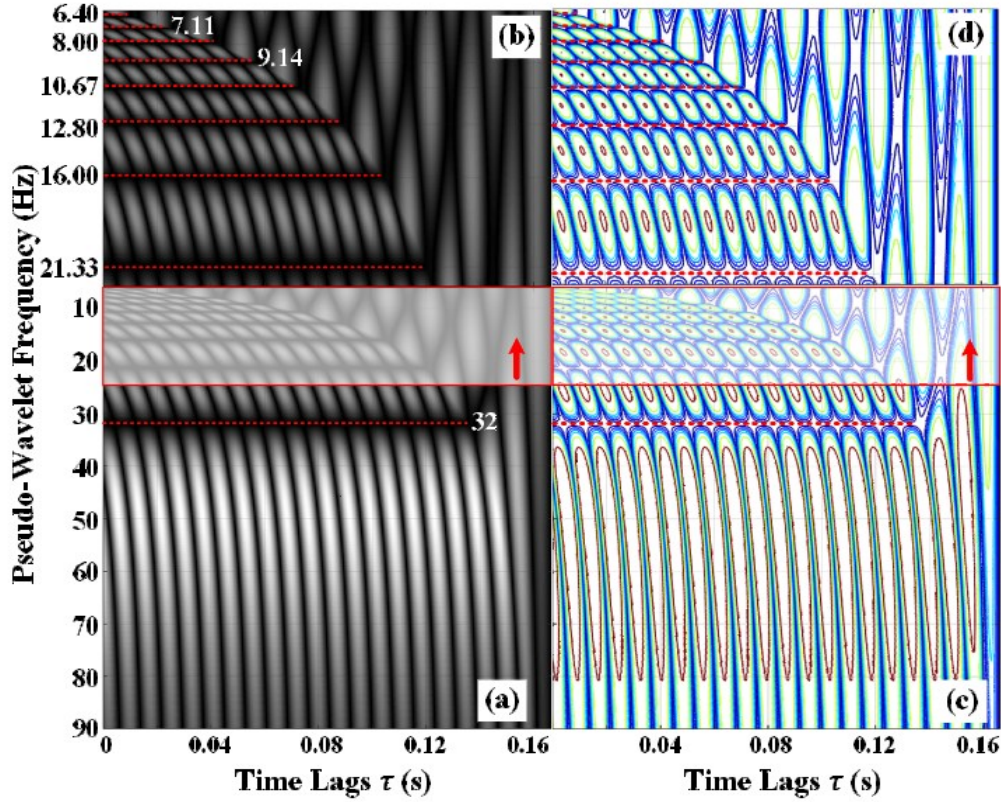 6.40
7.11
8.00
9.14
10.67
12.80
16.00
21.33
(b)
(d)
10
20
30
32
40
50
60
70
80
90
(a)
(c)
Pseudo-Wavelet Frequency (Hz)
0 0.04 0.08 0.12 0.16
0.04 0.08 0.12 0.16
Time Lags τ (s)
Time Lags τ (s)